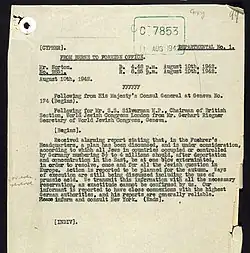 C 7853
11 AUG 1942
[CYPHER]. DEPARTMENTAL No. 1.
FROM BERNE TO FOREIGN OFFICE.
Mr. Norton. D. 4.48 p.m. August 10th, 1942.
No. 2831. R. 6.25 p.m. August 10th, 1942.
August 10th, 1942.
yyyyyy
Following from His Majesty's Consul General at Geneva No.
174 (Begins).
Following for Mr. S.S. Silverman M.P., Chairman of British
Section, World Jewish Congress London from Mr. Gerhart Riegner
Secretary of World Jewish Congress, Geneva.
[Begins].
Received alarming report stating that, in the Fuehrer's
Headquarters, a plan has been discussed, and is under consideration,
according to which all Jews in countries occupied or controlled
by Germany numbering 3½ to 4 millions should, after deportation
and concentration in the East, be at one blow exterminated,
in order to resolve, once and for all the Jewish question in
Europe. Action is reported to be planned for the autumn. Ways
of execution are still being discussed including the use of
prussic acid. We transmit this information with all the necessary
reservation, as exactitude cannot be confirmed by us. Our
informant is reported to have close connexions with the highest
German authorities, and his reports are generally reliable.
Please inform and consult New York. [Ends].
[INDIV].